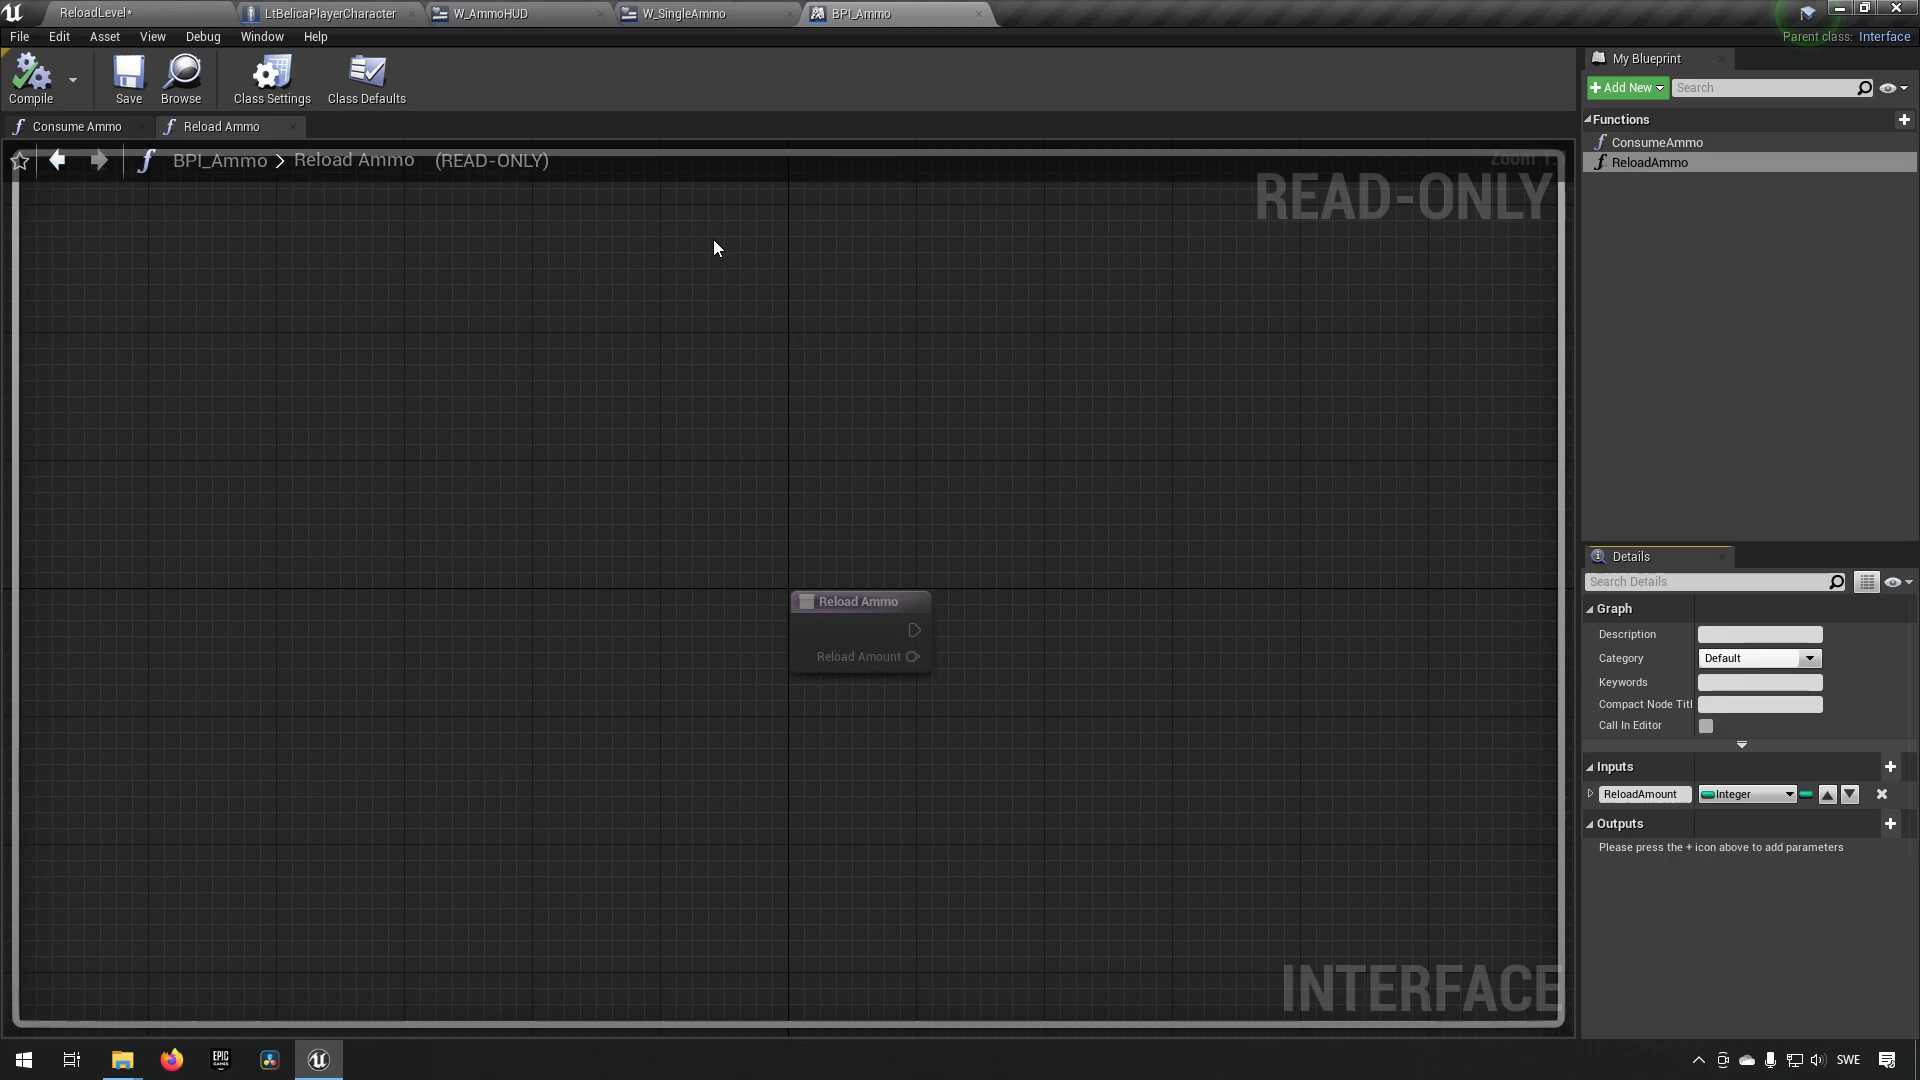 ReloadLevel*
LtBelicaPlayerCharacter
W_AmmoHUD
W_SingleAmmo
BPI_Ammo
File
Edit
Asset
View
Debug
Window
Help
Parent class: Interface
Compile
Save
Browse
Class Settings
Class Defaults
My Blueprint
Add New
Search
Consume Ammo
Reload Ammo
Functions
ConsumeAmmo
ReloadAmmo
BPI_Ammo > Reload Ammo (READ-ONLY)
Zoom
READ-ONLY
Reload Ammo
Reload Amount
INTERFACE
Details
Search Details
Graph
Description
Category
Default
Keywords
Compact Node Titl
Call In Editor
Inputs
ReloadAmount
Integer
Outputs
Please press the + icon above to add parameters
EPIC
GAMES
SWE